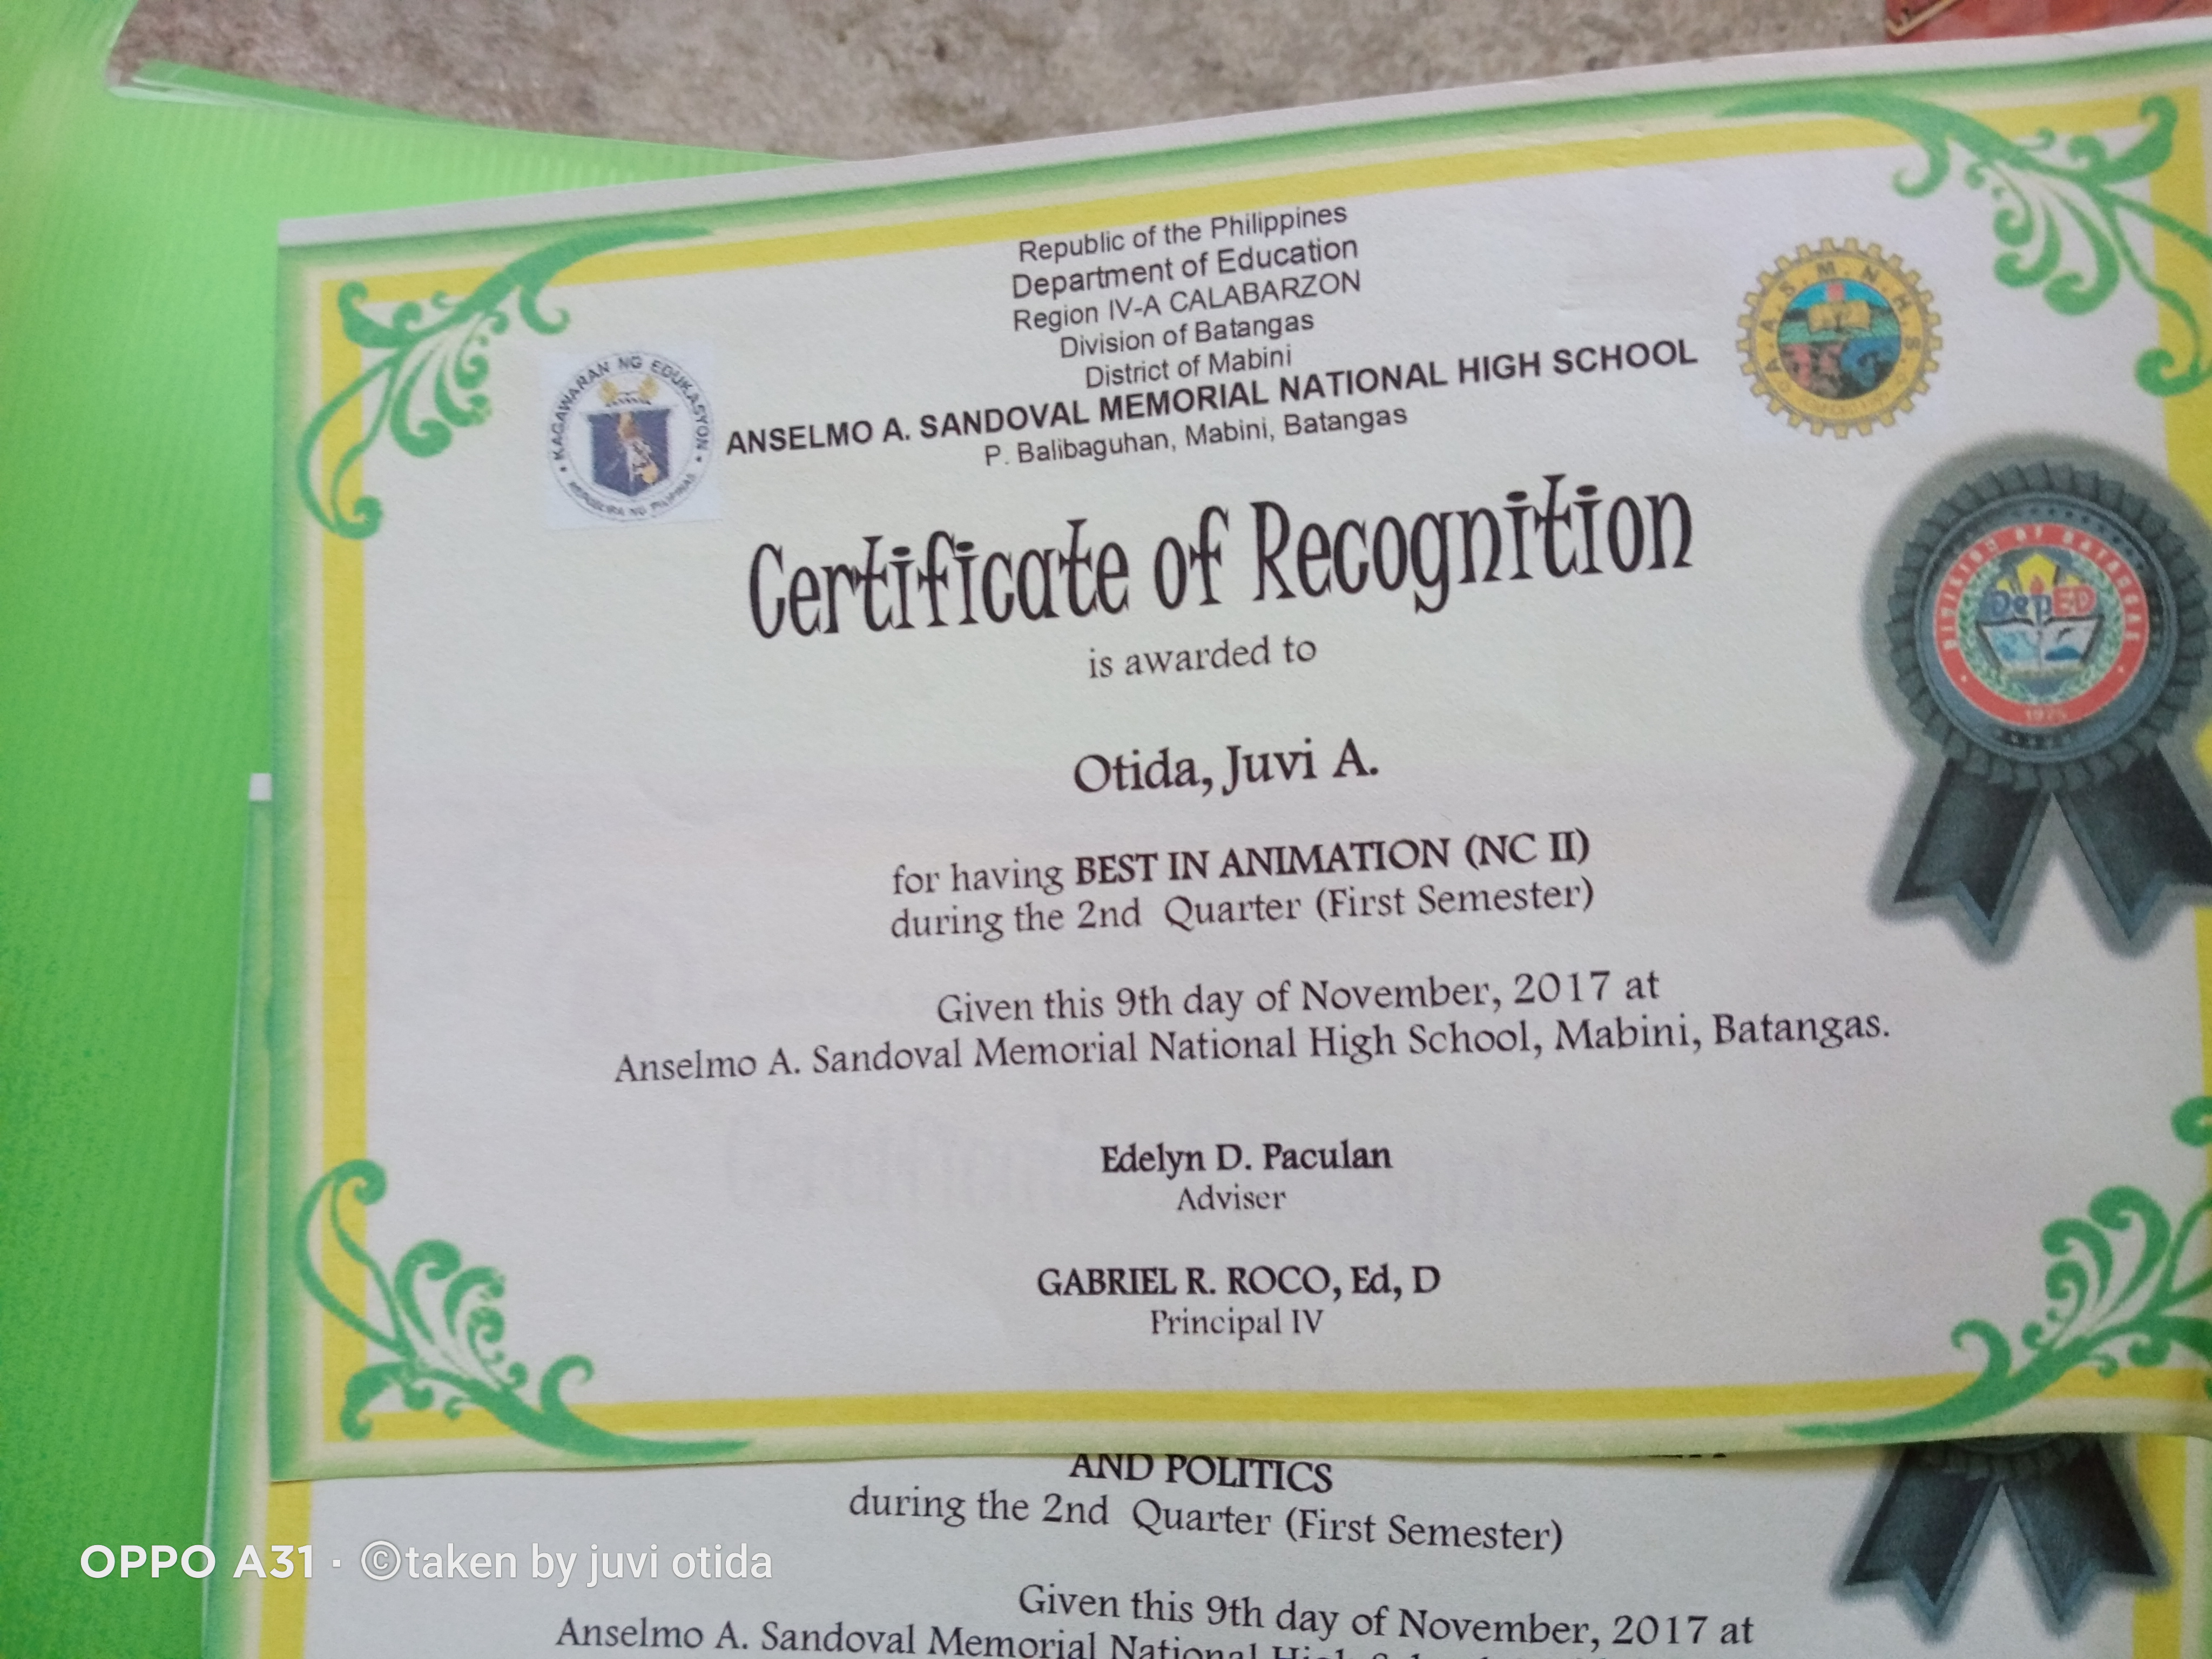 Republic of the Philippines
Department of Education
Region IV-A CALABARZON
Division of Batangas
District of Mabini
ANSELMO A. SANDOVAL MEMORIAL NATIONAL HIGH SCHOOL
P. Balibaguhan, Mabini, Batangas
KAGAWARAN NG EDUKASYON
REPUBLIKA NG PILIPINAS
A.A.S.M.N.H.S.
Certificate of Recognition
is awarded to
DIVISION OF BATANGAS
DepED
Otida, Juvi A.
for having BEST IN ANIMATION (NC II)
during the 2nd Quarter (First Semester)
Given this 9th day of November, 2017 at
Anselmo A. Sandoval Memorial National High School, Mabini, Batangas.
Edelyn D. Paculan
Adviser
GABRIEL R. ROCO, Ed, D
Principal IV
AND POLITICS
during the 2nd Quarter (First Semester)
Given this 9th day of November, 2017 at
Anselmo A. Sandoval Memorial National High
OPPO A31 · ©taken by juvi otida